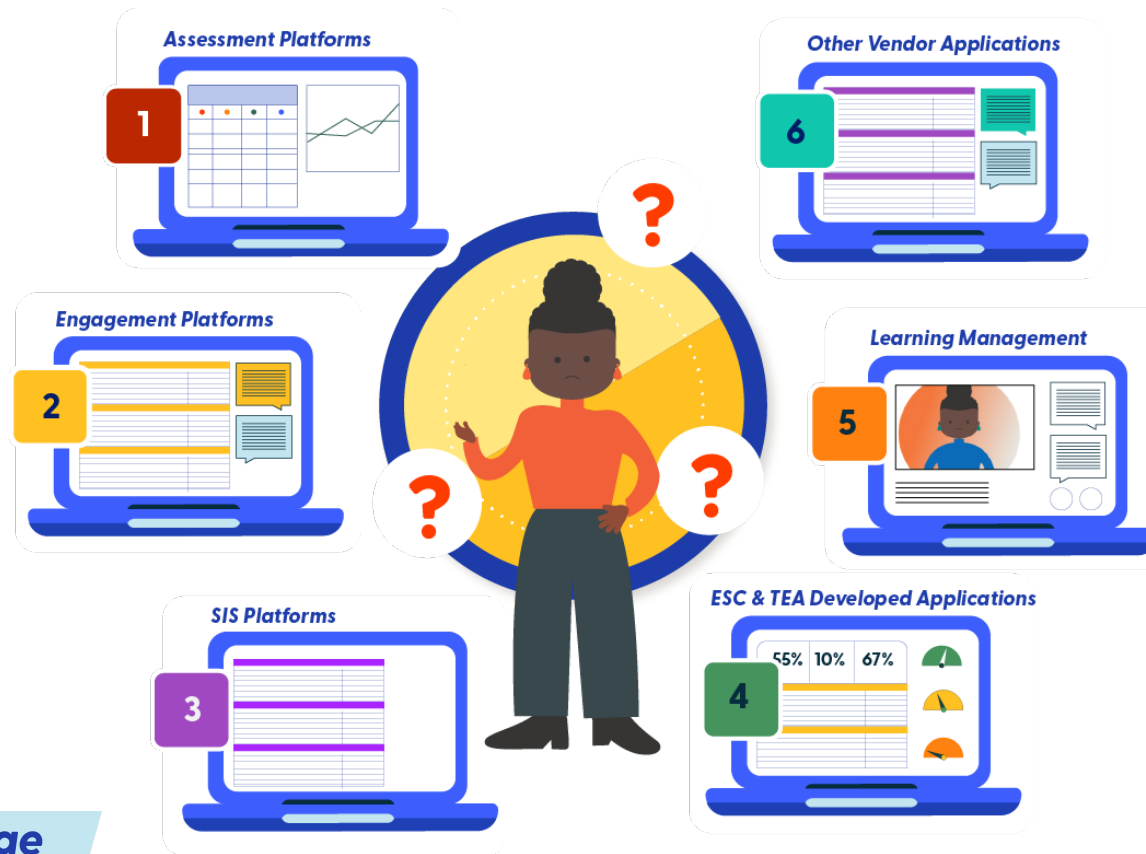 Assessment Platforms
1
Other Vendor Applications
6
?
Engagement Platforms
2
Learning Management
5
?
?
SIS Platforms
3
ESC & TEA Developed Applications
55% 10% 67%
4